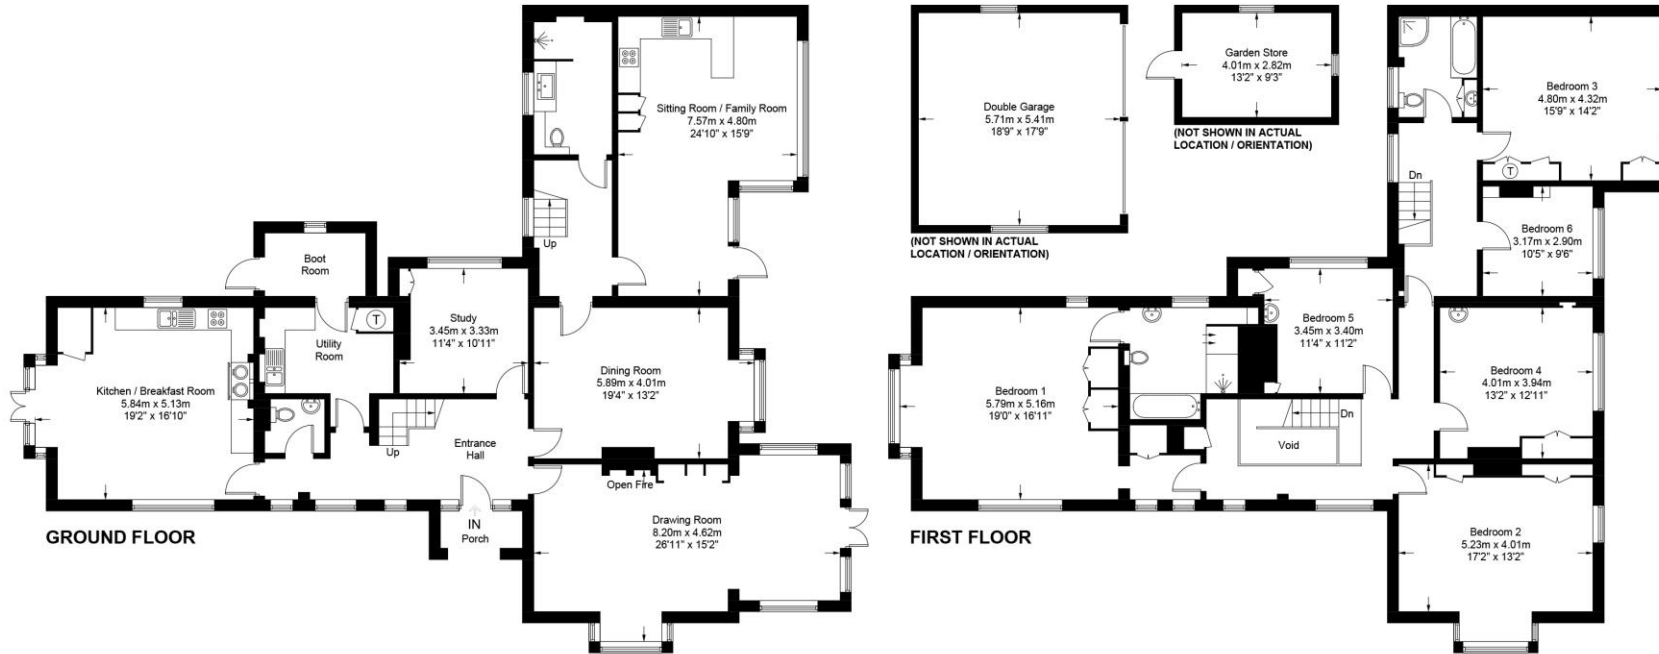 Sitting Room / Family Room
7.57m x 4.80m
24'10" x 15'9"
Up
Boot
Room
T
Study
3.45m x 3.33m
11'4" x 10'11"
Utility
Room
Kitchen / Breakfast Room
5.84m x 5.13m
19'2" x 16'10"
Dining Room
5.89m x 4.01m
19'4" x 13'2"
Up
Entrance
Hall
Open Fire
IN
Porch
Drawing Room
8.20m x 4.62m
26'11" x 15'2"
GROUND FLOOR
Double Garage
5.71m x 5.41m
18'9" x 17'9"
(NOT SHOWN IN ACTUAL
LOCATION / ORIENTATION)
Garden Store
4.01m x 2.82m
13'2" x 9'3"
(NOT SHOWN IN ACTUAL
LOCATION / ORIENTATION)
Bedroom 3
4.80m x 4.32m
15'9" x 14'2"
T
Dn
Bedroom 6
3.17m x 2.90m
10'5" x 9'6"
Bedroom 5
3.45m x 3.40m
11'4" x 11'2"
Bedroom 1
5.79m x 5.16m
19'0" x 16'11"
Bedroom 4
4.01m x 3.94m
13'2" x 12'11"
Dn
Void
Bedroom 2
5.23m x 4.01m
17'2" x 13'2"
FIRST FLOOR